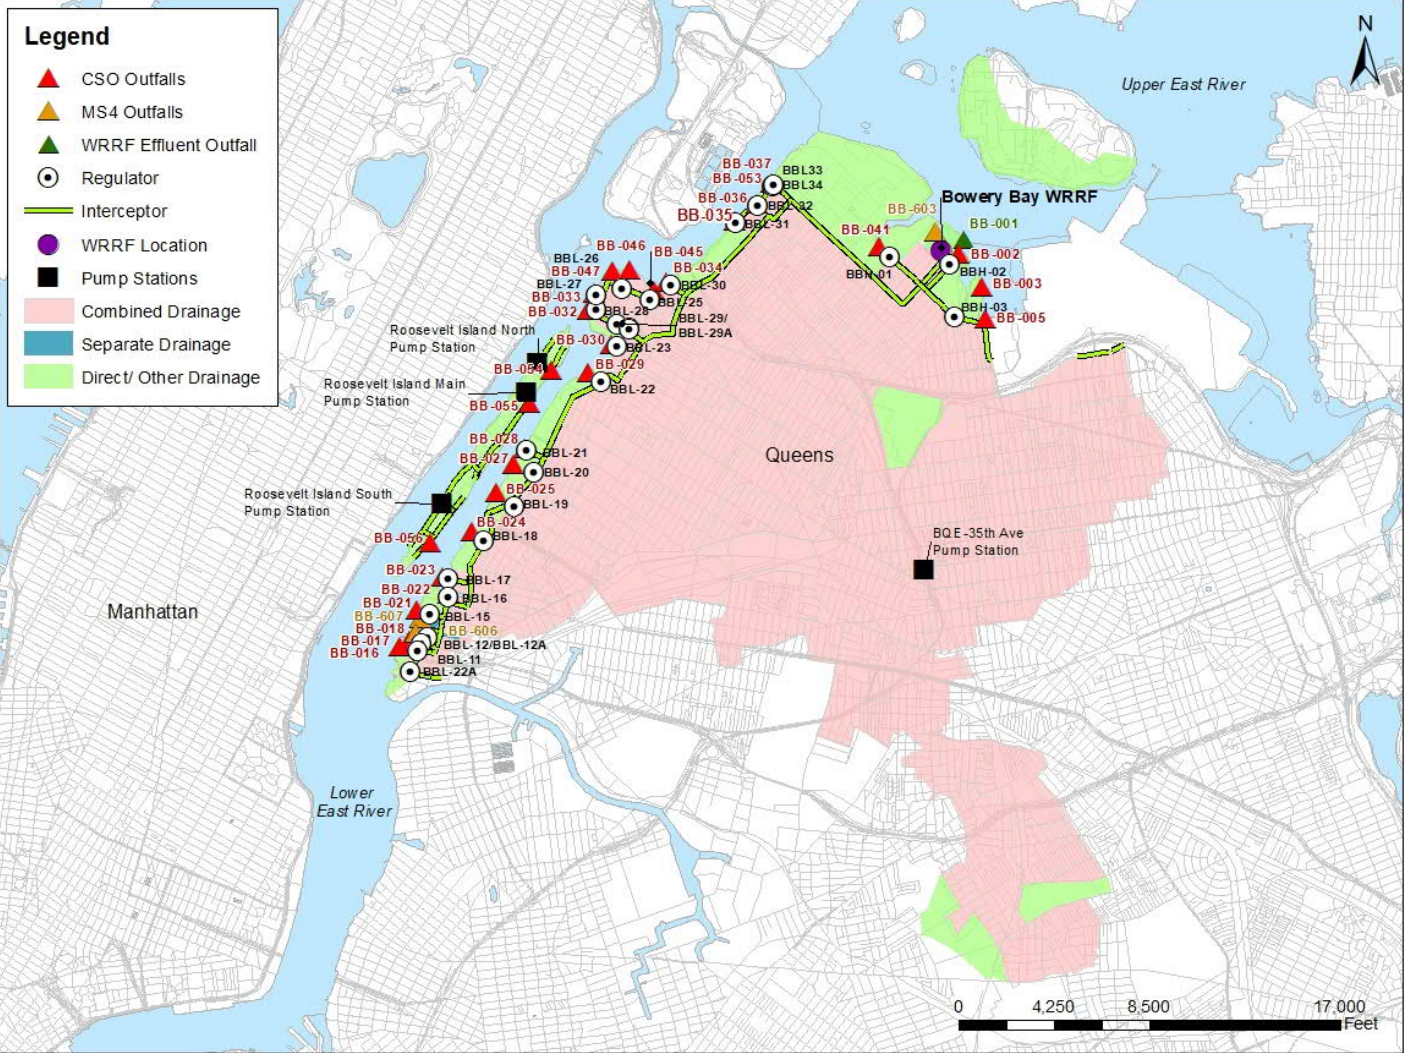 Legend
CSO Outfalls
MS4 Outfalls
WRRF Effluent Outfall
Regulator
Interceptor
WRRF Location
Pump Stations
Combined Drainage
Separate Drainage
Direct/ Other Drainage
N
Upper East River
BB-037
BBL33
BB-053
BBL34
BB-036
BBL-32
BB-035
BBL-31
Bowery Bay WRRF
BB-603
BB-001
BB-041
BB-002
BBH-01
BBH-02
BB-003
BBH-03
BB-005
BB-046
BB-045
BBL-26
BB-047
BB-034
BBL-27
BBL-30
BB-033
BBL-25
BB-032
BBL-28
BBL-29/
BBL-29A
Roosevelt Island North
Pump Station
BB-030
BBL-23
BB-054
BB-029
Roosevelt Island Main
Pump Station
BBL-22
BB-055
BB-028
BBL-21
BB-027
BBL-20
Queens
Roosevelt Island South
Pump Station
BB-025
BBL-19
BB-024
BB-056
BBL-18
BQE-35th Ave
Pump Station
BB-023
BBL-17
BB-022
BBL-16
BB-021
BB-607
BBL-15
BB-018
BB-606
BB-017
BBL-12/BBL-12A
BB-016
BBL-11
BBL-22A
Manhattan
Lower
East River
0 4,250 8,500 17,000
Feet